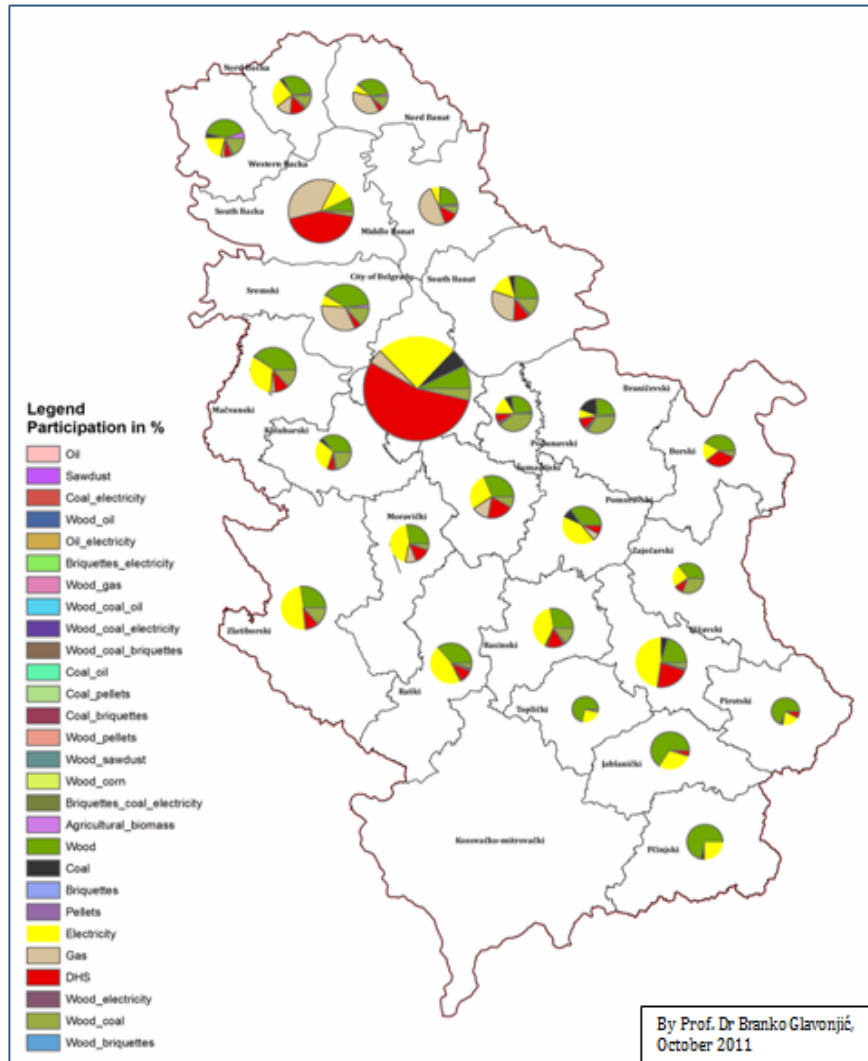 Nord Backa
Nord Banat
Western Backa
South Backa
Middle Banat
City of Belgrade
South Banat
Sremski
Mačvanski
Braničevski
Podunavski
Borski
Šumadijski
Pomoravski
Moravički
Zaječarski
Zlatiborski
Rasinski
Nišavski
Raški
Toplički
Pirotski
Jablanički
Kosovačko-mitrovački
Pčinjski
Legend
Participation in %
Oil
Sawdust
Coal_electricity
Wood_oil
Oil_electricity
Briquettes_electricity
Wood_gas
Wood_coal_oil
Wood_coal_electricity
Wood_coal_briquettes
Coal_oil
Coal_pellets
Coal_briquettes
Wood_pellets
Wood_sawdust
Wood_corn
Briquettes_coal_electricity
Agricultural_biomass
Wood
Coal
Briquettes
Pellets
Electricity
Gas
DHS
Wood_electricity
Wood_coal
Wood_briquettes
By Prof. Dr Branko Glavonjić,
October 2011